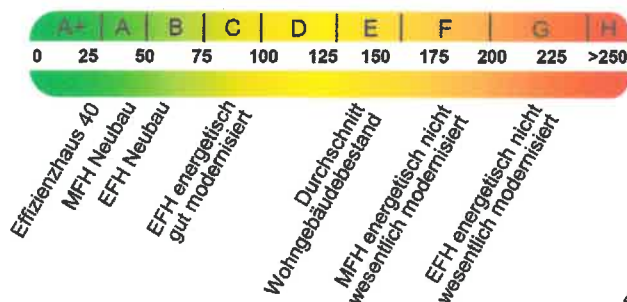 A+ A B C D E F G H
0 25 50 75 100 125 150 175 200 225 >250
Effizienzhaus 40
MFH Neubau
EFH Neubau
EFH energetisch
gut modernisiert
Durchschnitt
Wohngebäudebestand
MFH energetisch nicht
wesentlich modernisiert
EFH energetisch nicht
wesentlich modernisiert